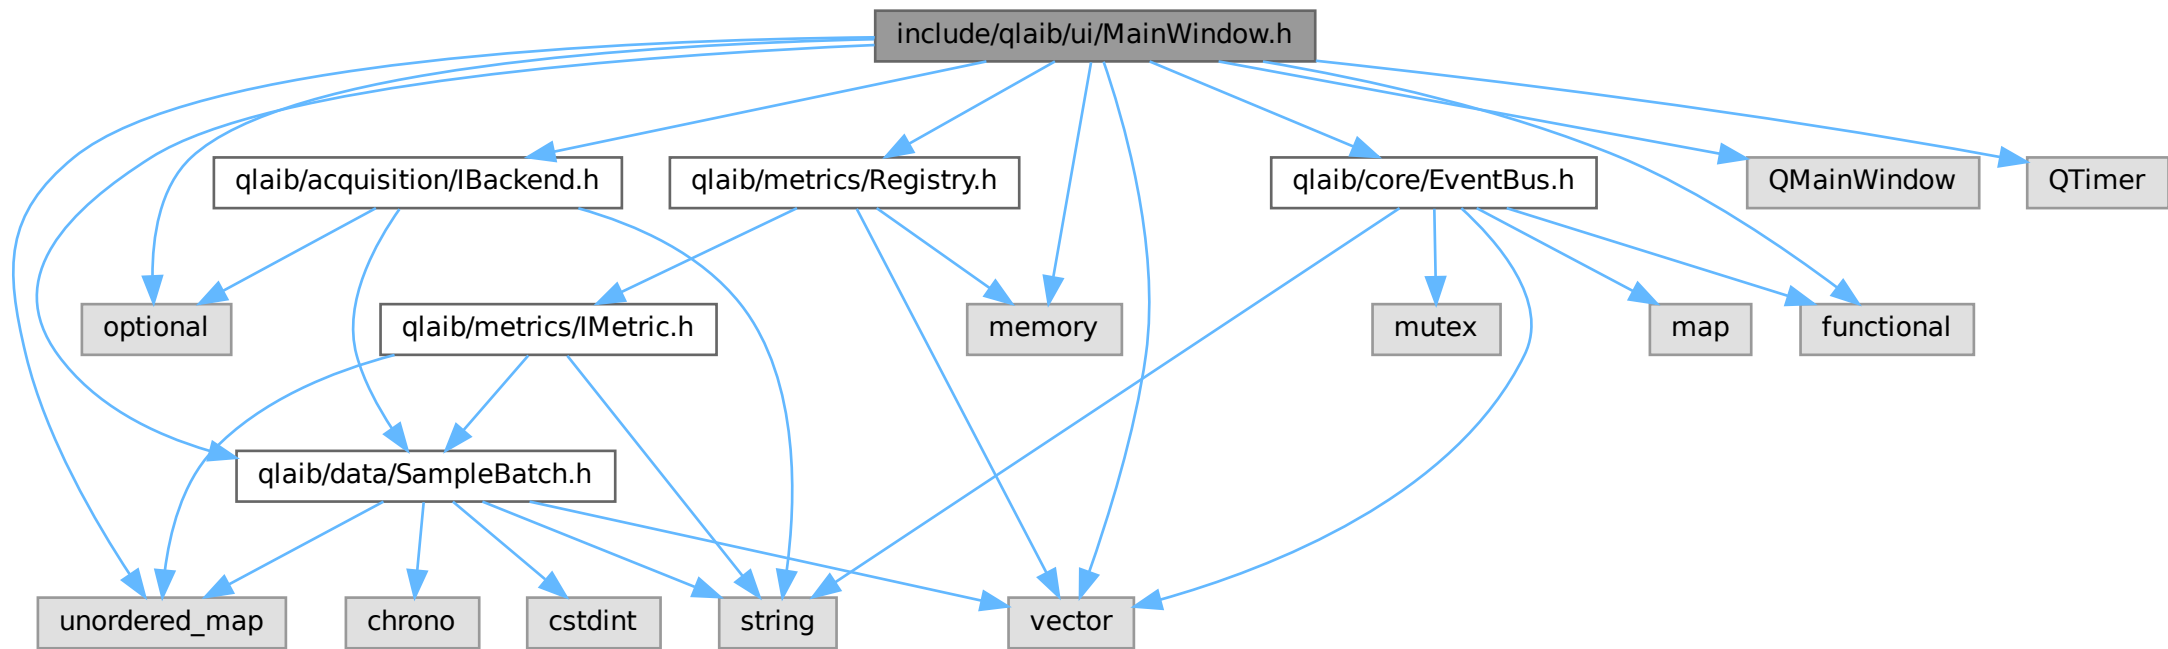 include/qlaib/ui/MainWindow.h
qlaib/acquisition/IBackend.h
qlaib/metrics/Registry.h
qlaib/core/EventBus.h
QMainWindow
QTimer
optional
qlaib/metrics/IMetric.h
memory
mutex
map
functional
qlaib/data/SampleBatch.h
unordered_map
chrono
cstdint
string
vector